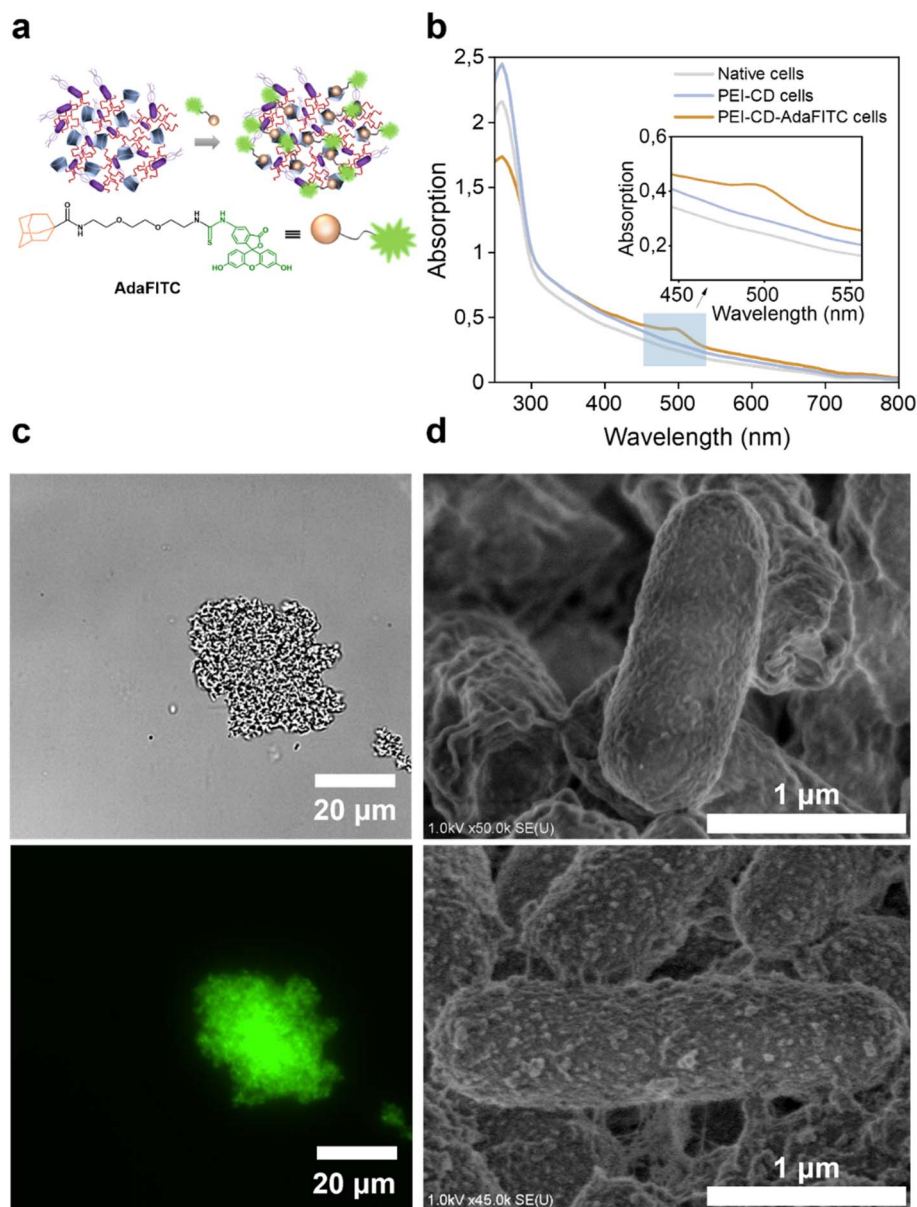 a
O
N
H
O
O
H
N
H
N
S
O
O
HO
O
OH
≡
AdaFITC
b
2,5
2
1,5
1
0,5
0
Absorption
Native cells
PEI-CD cells
PEI-CD-AdaFITC cells
0,6
0,4
0,2
Absorption
450 500 550
Wavelength (nm)
300 400 500 600 700 800
Wavelength (nm)
c
20 µm
20 µm
d
1 µm
1.0kV x50.0k SE(U)
1 µm
1.0kV x45.0k SE(U)